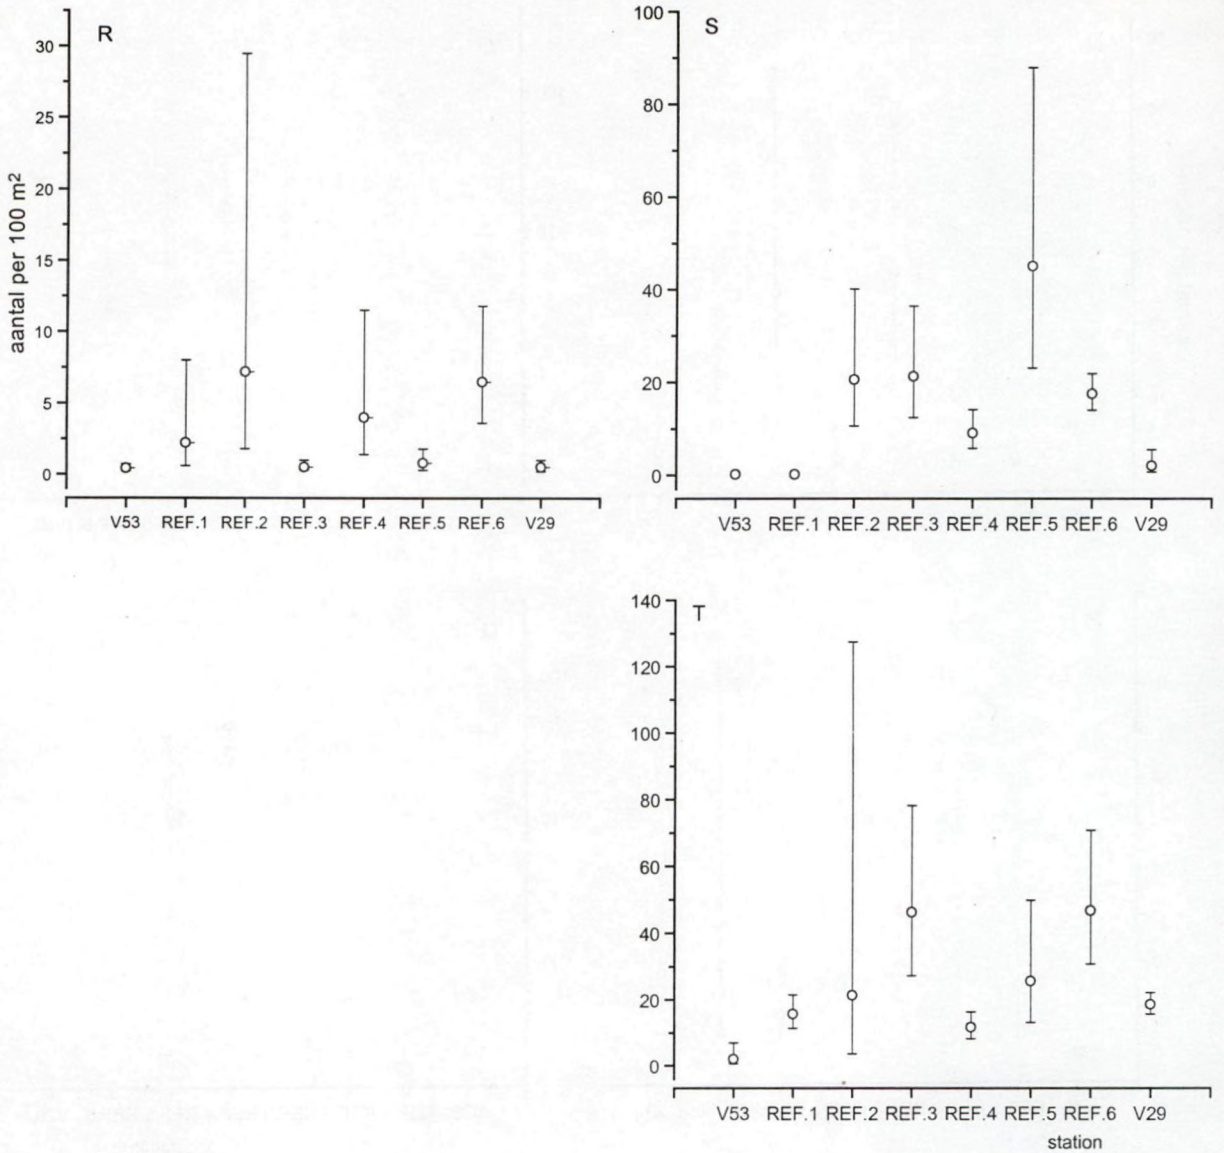 R
30
25
20
15
10
5
0
aantal per 100 m²
V53 REF.1 REF.2 REF.3 REF.4 REF.5 REF.6 V29
S
100
80
60
40
20
0
V53 REF.1 REF.2 REF.3 REF.4 REF.5 REF.6 V29
T
140
120
100
80
60
40
20
0
V53 REF.1 REF.2 REF.3 REF.4 REF.5 REF.6 V29
station